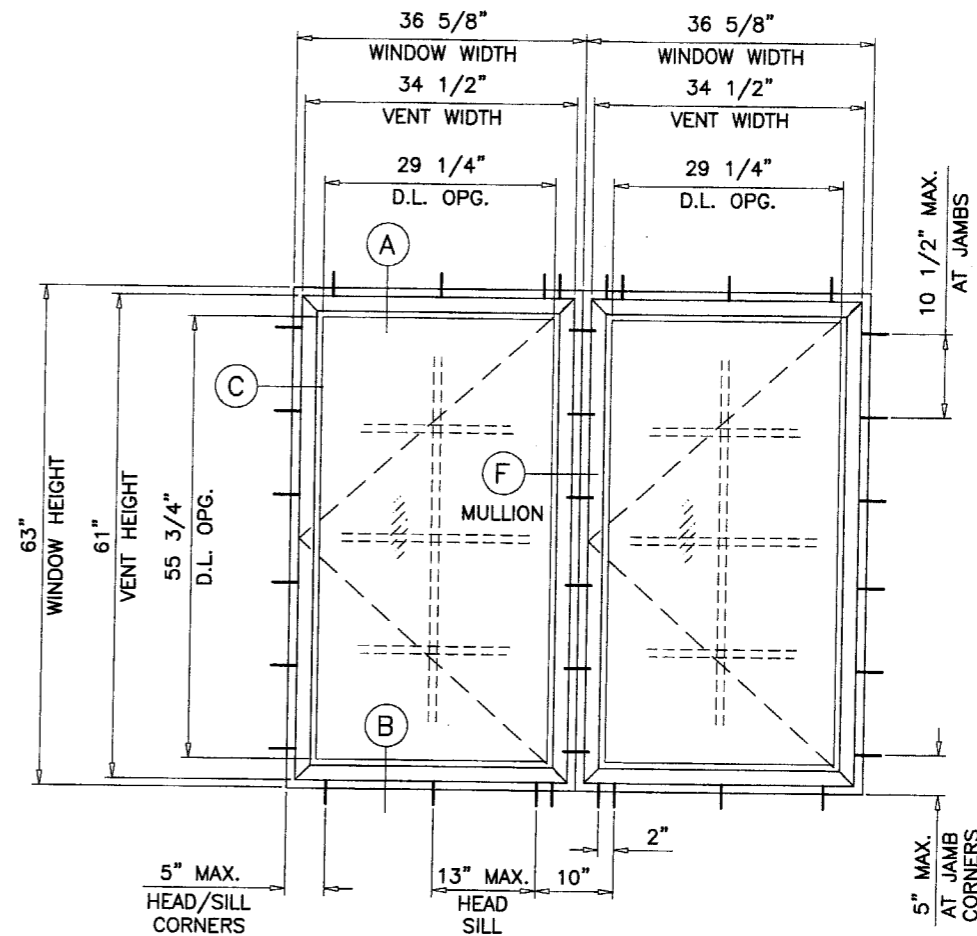 36 5/8"
WINDOW WIDTH
36 5/8"
WINDOW WIDTH
34 1/2"
VENT WIDTH
34 1/2"
VENT WIDTH
29 1/4"
D.L. OPG.
29 1/4"
D.L. OPG.
10 1/2" MAX.
AT JAMBS
A
C
F
MULLION
B
63"
WINDOW HEIGHT
61"
VENT HEIGHT
55 3/4"
D.L. OPG.
5" MAX.
HEAD/SILL
CORNERS
13" MAX.
HEAD
SILL
10"
2"
5" MAX.
AT JAMB
CORNERS